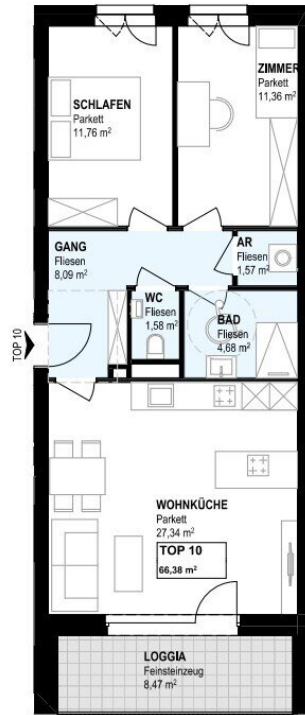 SCHLAFEN
Parkett
11,76 m²
ZIMMER
Parkett
11,36 m²
GANG
Fliesen
8,09 m²
AR
Fliesen
1,57 m²
WC
Fliesen
1,58 m²
BAD
Fliesen
4,68 m²
TOP 10
WOHNKÜCHE
Parkett
27,34 m²
TOP 10
66,38 m²
LOGGIA
Feinsteinzeug
8,47 m²